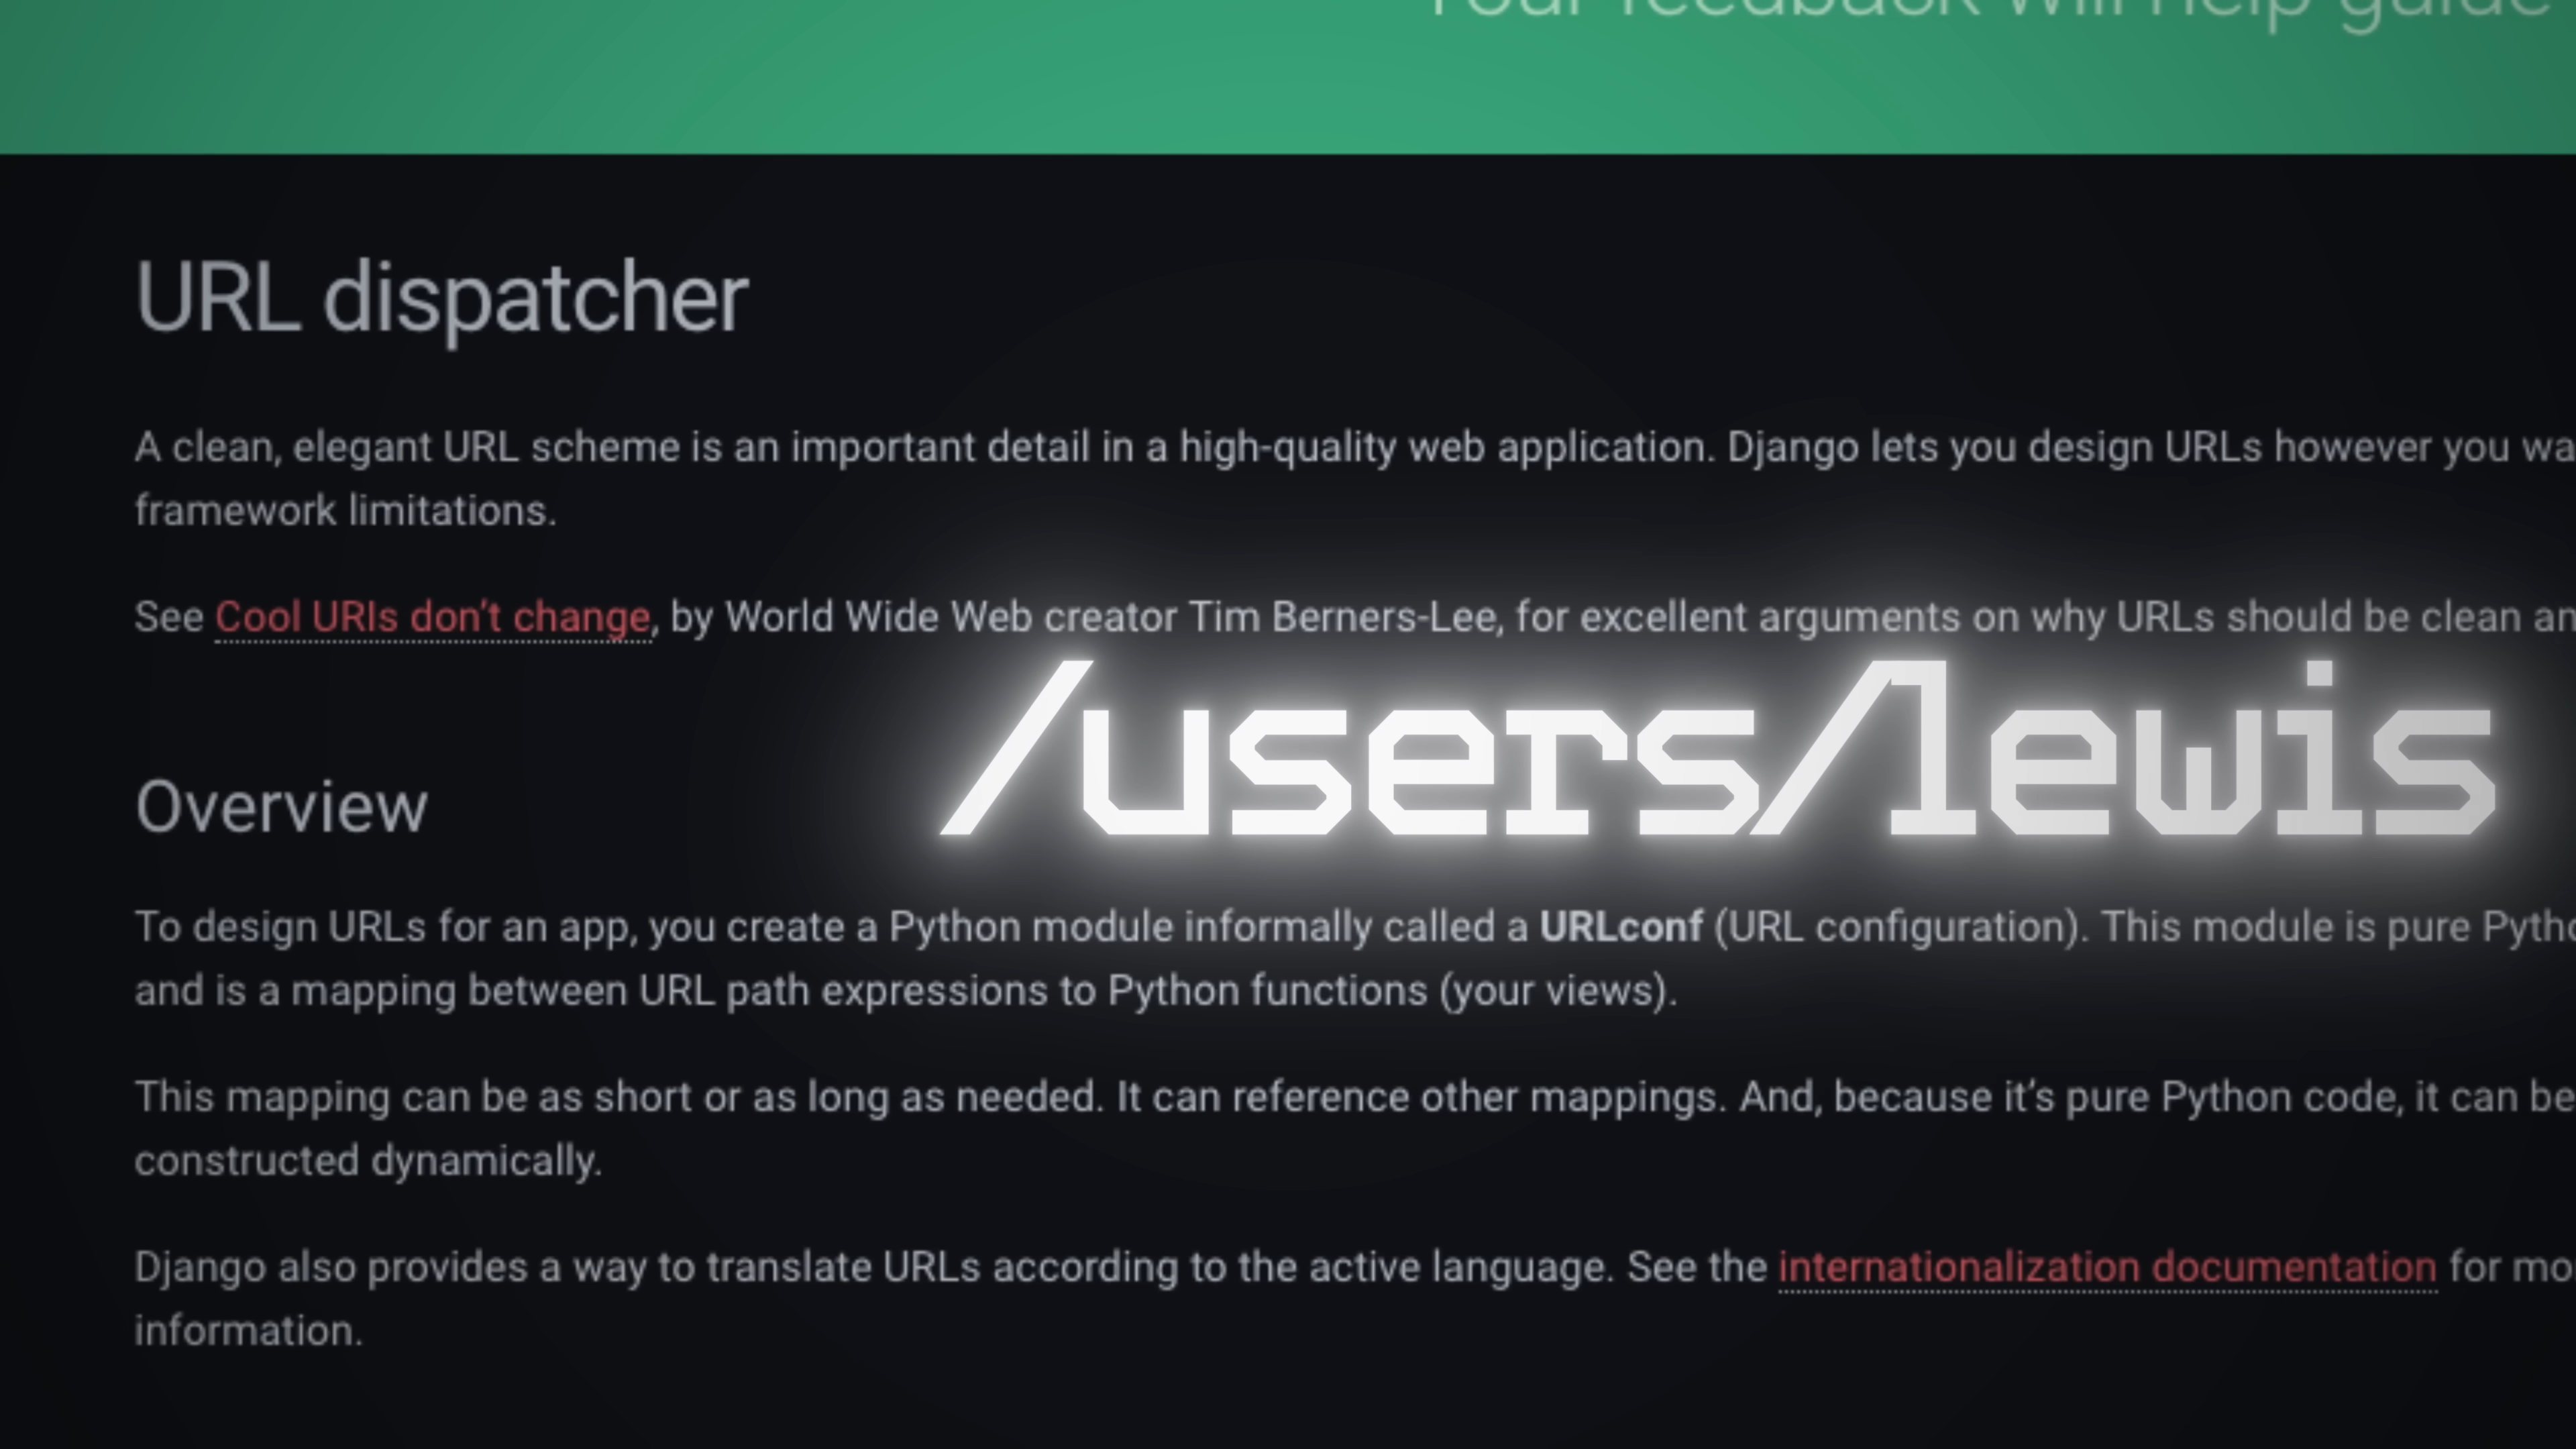 Your feedback will help guide
URL dispatcher
A clean, elegant URL scheme is an important detail in a high-quality web application. Django lets you design URLs however you wa
framework limitations.
See Cool URIs don’t change, by World Wide Web creator Tim Berners-Lee, for excellent arguments on why URLs should be clean an
/users/lewis
Overview
To design URLs for an app, you create a Python module informally called a URLconf (URL configuration). This module is pure Pytho
and is a mapping between URL path expressions to Python functions (your views).
This mapping can be as short or as long as needed. It can reference other mappings. And, because it’s pure Python code, it can be
constructed dynamically.
Django also provides a way to translate URLs according to the active language. See the internationalization documentation for mo
information.